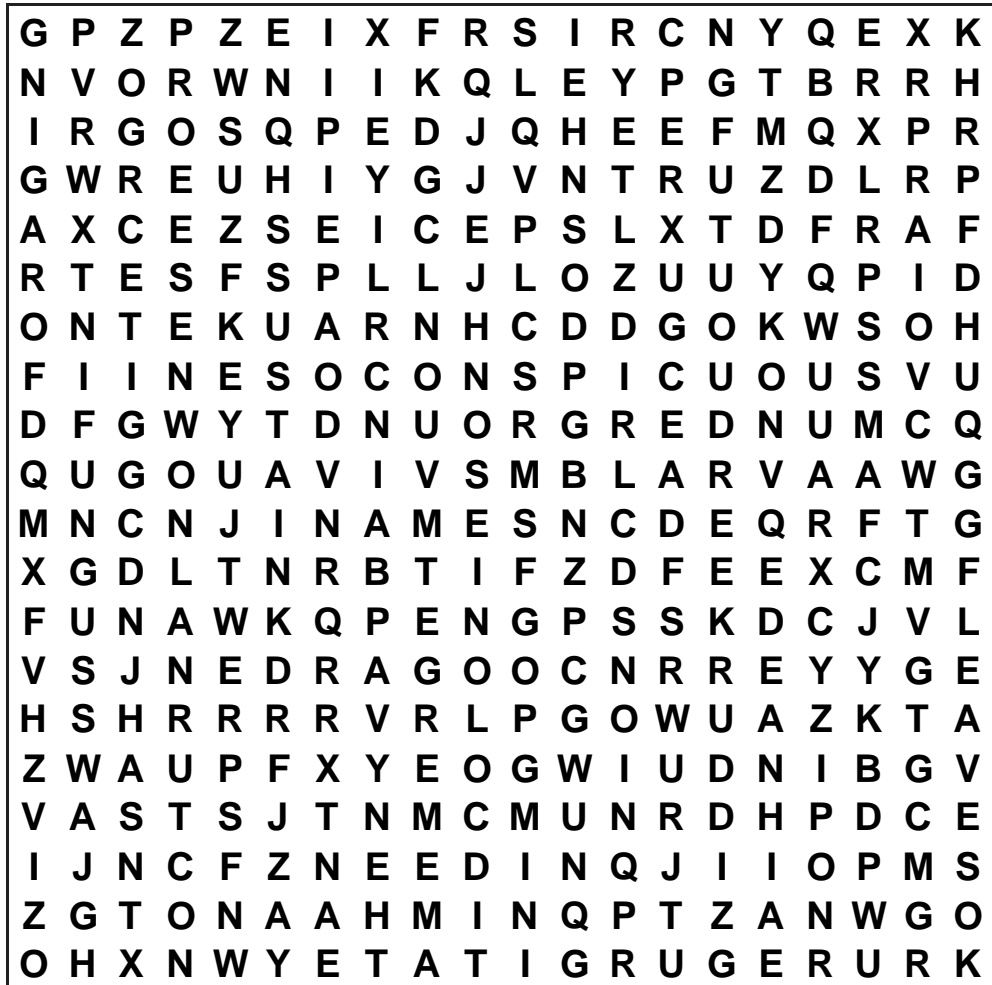 G P Z P Z E I X F R S I R C N Y Q E X K
N V O R W N I I K Q L E Y P G T B R R H
I R G O S Q P E D J Q H E E F M Q X P R
G W R E U H I Y G J V N T R U Z D L R P
A X C E Z S E I C E P S L X T D F R A F
R T E S F S P L L J L O Z U U Y Q P I D
O N T E K U A R N H C D D G O K W S O H
F I I N E S O C O N S P I C U O U S V U
D F G W Y T D N U O R G R E D N U M C Q
Q U G O U A V I V S M B L A R V A A W G
M N C N J I N A M E S N C D E Q R F T G
X G D L T N R B T I F Z D F E E X C M F
F U N A W K Q P E N G P S S K D C J V L
V S J N E D R A G O O C N R R E Y Y G E
H S H R R R R V R L P G O W U A Z K T A
Z W A U P F X Y E O G W I U D N I B G V
V A S T S J T N M C M U N R D H P D C E
I J N C F Z N E E D I N Q J I I O P M S
Z G T O N A A H M I N Q P T Z A N W G O
O H X N W Y E T A T I G R U G E R U R K